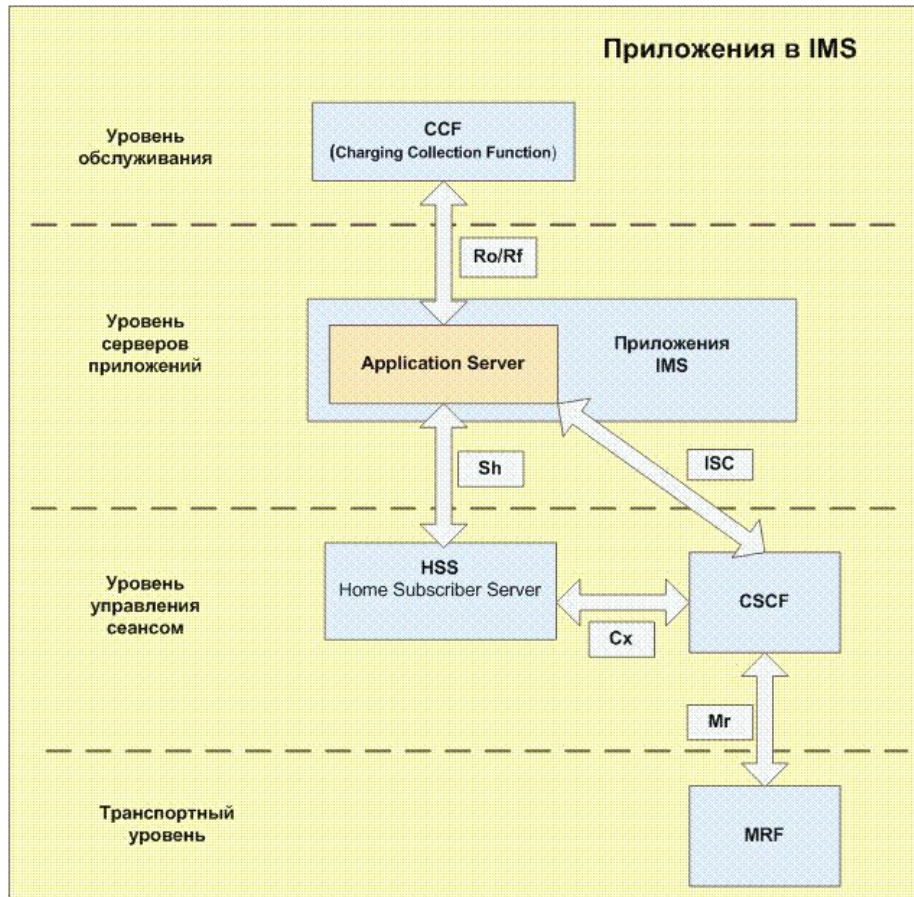 Приложения в IMS
Уровень
обслуживания
CCF
(Charging Collection Function)
Ro/Rf
Уровень
серверов
приложений
Application Server
Приложения
IMS
Sh
ISC
Уровень
управления
сеансом
HSS
Home Subscriber Server
Cx
CSCF
Mr
Транспортный
уровень
MRF